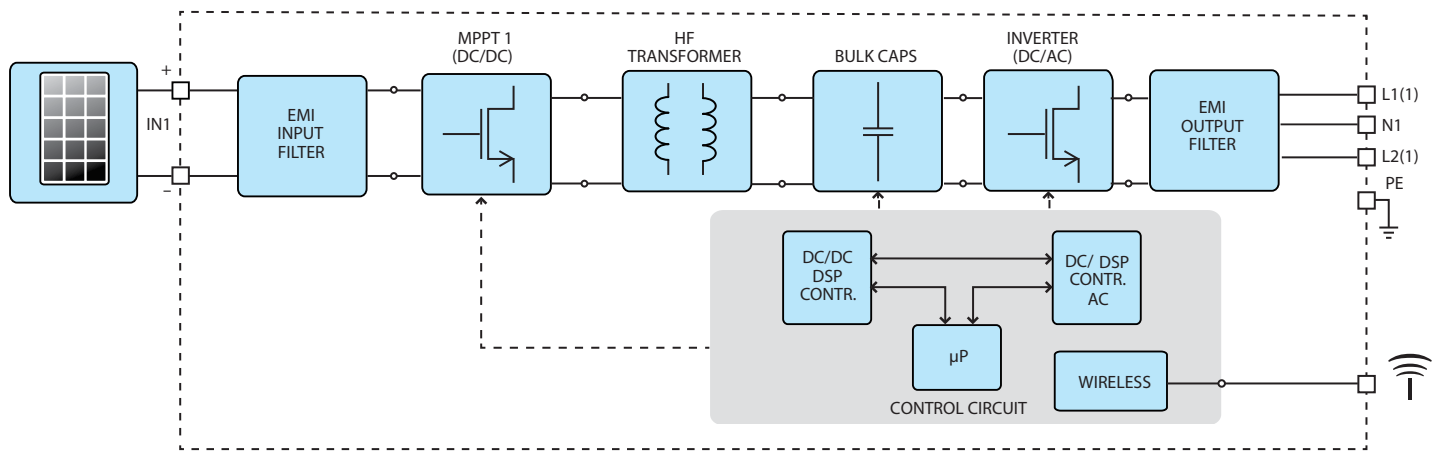 +
IN1
–
EMI
INPUT
FILTER
MPPT 1
(DC/DC)
HF
TRANSFORMER
BULK CAPS
INVERTER
(DC/AC)
EMI
OUTPUT
FILTER
L1(1)
N1
L2(1)
PE
DC/DC
DSP
CONTR.
DC/ DSP
CONTR.
AC
µP
WIRELESS
CONTROL CIRCUIT